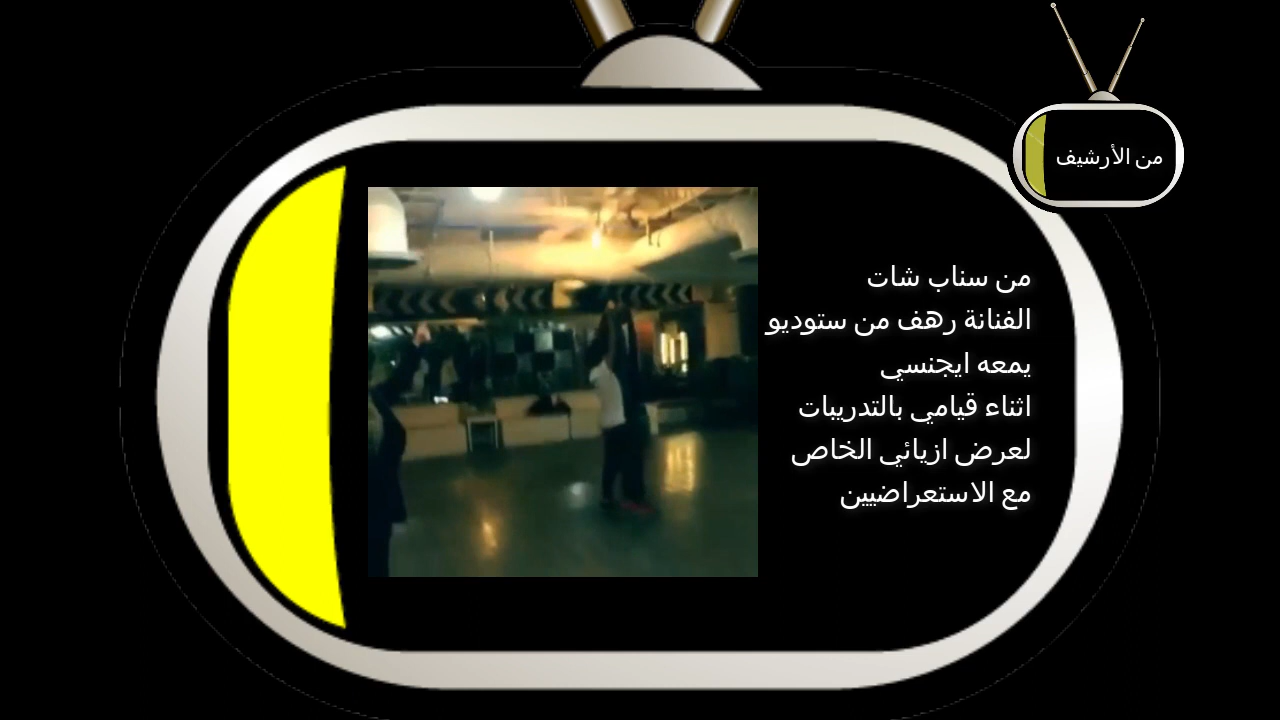 من الأرشيف
من سناب شات
الفنانة رهف من ستوديو
يمعه ايجنسي
اثناء قيامي بالتدريبات
لعرض ازيائي الخاص
مع الاستعراضيين